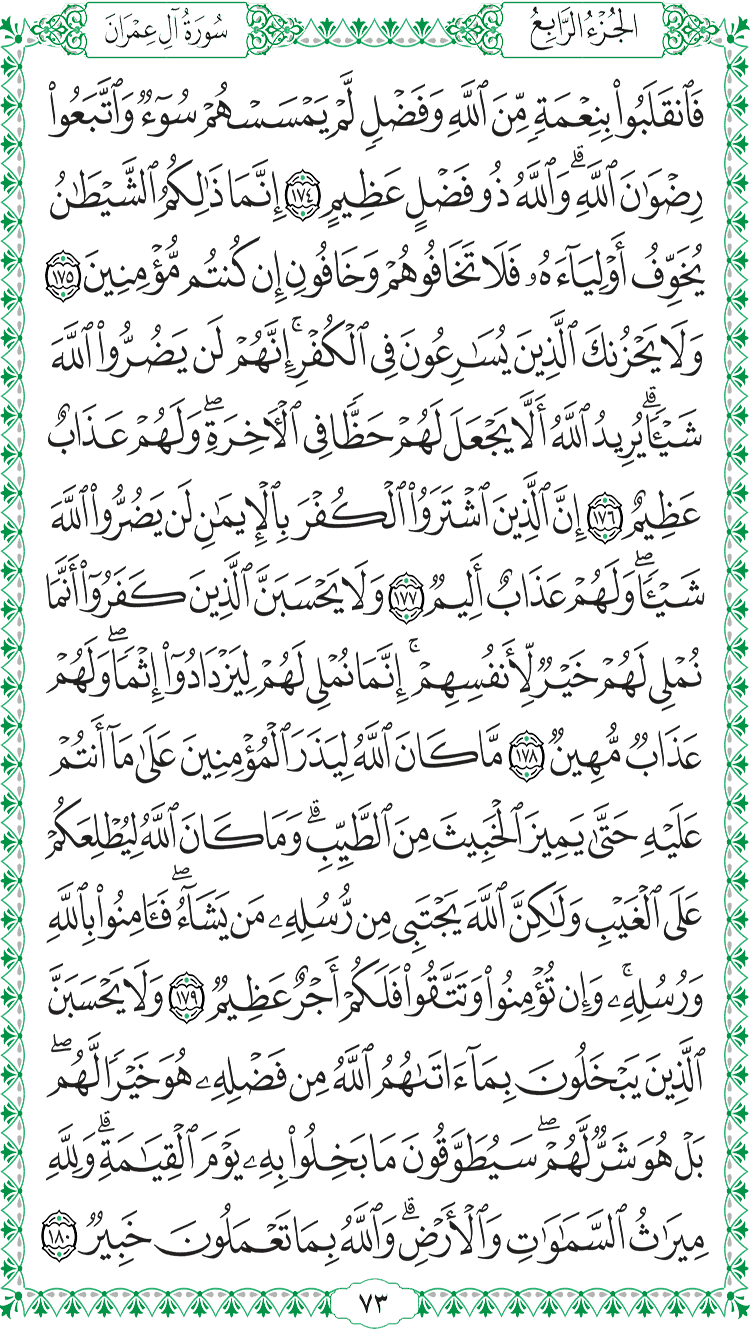 سُورَةُ آلِ عِمۡرَانَ
الجُزۡءُ الرَّابِعُ
فَٱنقَلَبُواْ بِنِعۡمَةٖ مِّنَ ٱللَّهِ وَفَضۡلٖ لَّمۡ يَمۡسَسۡهُمۡ سُوٓءٞ وَٱتَّبَعُواْ
رِضۡوَٰنَ ٱللَّهِۗ وَٱللَّهُ ذُو فَضۡلٍ عَظِيمٍ ١٧٤ إِنَّمَا ذَٰلِكُمُ ٱلشَّيۡطَٰنُ
يُخَوِّفُ أَوۡلِيَآءَهُۥ فَلَا تَخَافُوهُمۡ وَخَافُونِ إِن كُنتُم مُّؤۡمِنِينَ ١٧٥
وَلَا يَحۡزُنكَ ٱلَّذِينَ يُسَٰرِعُونَ فِي ٱلۡكُفۡرِۚ إِنَّهُمۡ لَن يَضُرُّواْ ٱللَّهَ
شَيۡـٔٗاۗ يُرِيدُ ٱللَّهُ أَلَّا يَجۡعَلَ لَهُمۡ حَظّٗا فِي ٱلۡأٓخِرَةِۖ وَلَهُمۡ عَذَابٌ
عَظِيمٌ ١٧٦ إِنَّ ٱلَّذِينَ ٱشۡتَرَوُاْ ٱلۡكُفۡرَ بِٱلۡإِيمَٰنِ لَن يَضُرُّواْ ٱللَّهَ
شَيۡـٔٗاۖ وَلَهُمۡ عَذَابٌ أَلِيمٞ ١٧٧ وَلَا يَحۡسَبَنَّ ٱلَّذِينَ كَفَرُوٓاْ أَنَّمَا
نُمۡلِي لَهُمۡ خَيۡرٞ لِّأَنفُسِهِمۡۚ إِنَّمَا نُمۡلِي لَهُمۡ لِيَزۡدَادُوٓاْ إِثۡمٗاۖ وَلَهُمۡ
عَذَابٞ مُّهِينٞ ١٧٨ مَّا كَانَ ٱللَّهُ لِيَذَرَ ٱلۡمُؤۡمِنِينَ عَلَىٰ مَآ أَنتُمۡ
عَلَيۡهِ حَتَّىٰ يَمِيزَ ٱلۡخَبِيثَ مِنَ ٱلطَّيِّبِۗ وَمَا كَانَ ٱللَّهُ لِيُطۡلِعَكُمۡ
عَلَى ٱلۡغَيۡبِ وَلَٰكِنَّ ٱللَّهَ يَجۡتَبِي مِن رُّسُلِهِۦ مَن يَشَآءُۖ فَـَٔامِنُواْ بِٱللَّهِ
وَرُسُلِهِۦۚ وَإِن تُؤۡمِنُواْ وَتَتَّقُواْ فَلَكُمۡ أَجۡرٌ عَظِيمٞ ١٧٩ وَلَا يَحۡسَبَنَّ
ٱلَّذِينَ يَبۡخَلُونَ بِمَآ ءَاتَىٰهُمُ ٱللَّهُ مِن فَضۡلِهِۦ هُوَ خَيۡرٗا لَّهُمۖ
بَلۡ هُوَ شَرّٞ لَّهُمۡۖ سَيُطَوَّقُونَ مَا بَخِلُواْ بِهِۦ يَوۡمَ ٱلۡقِيَٰمَةِۗ وَلِلَّهِ
مِيرَٰثُ ٱلسَّمَٰوَٰتِ وَٱلۡأَرۡضِۗ وَٱللَّهُ بِمَا تَعۡمَلُونَ خَبِيرٞ ١٨٠
٧٣